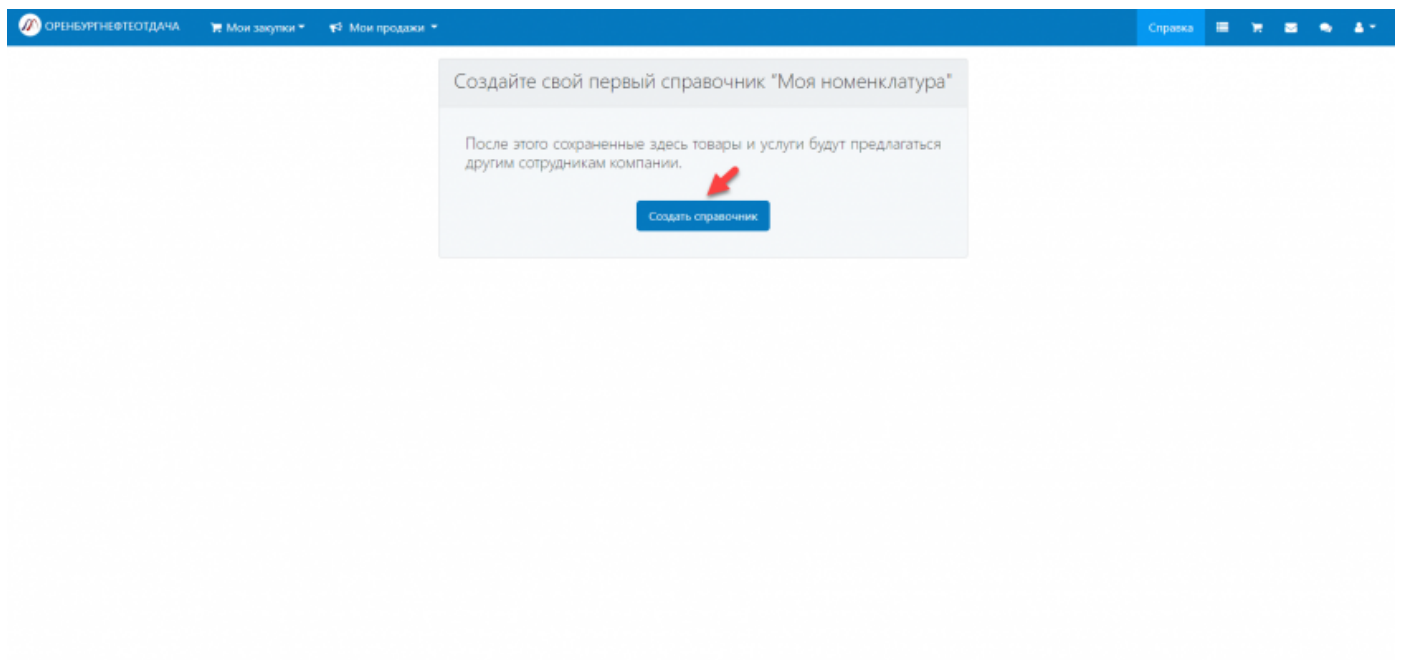 ОРЕНБУРГНЕФТЕОТДАЧА Мои закупки Мои продажи Справка
Создайте свой первый справочник "Моя номенклатура"
После этого сохраненные здесь товары и услуги будут предлагаться
другим сотрудникам компании.
Создать справочник